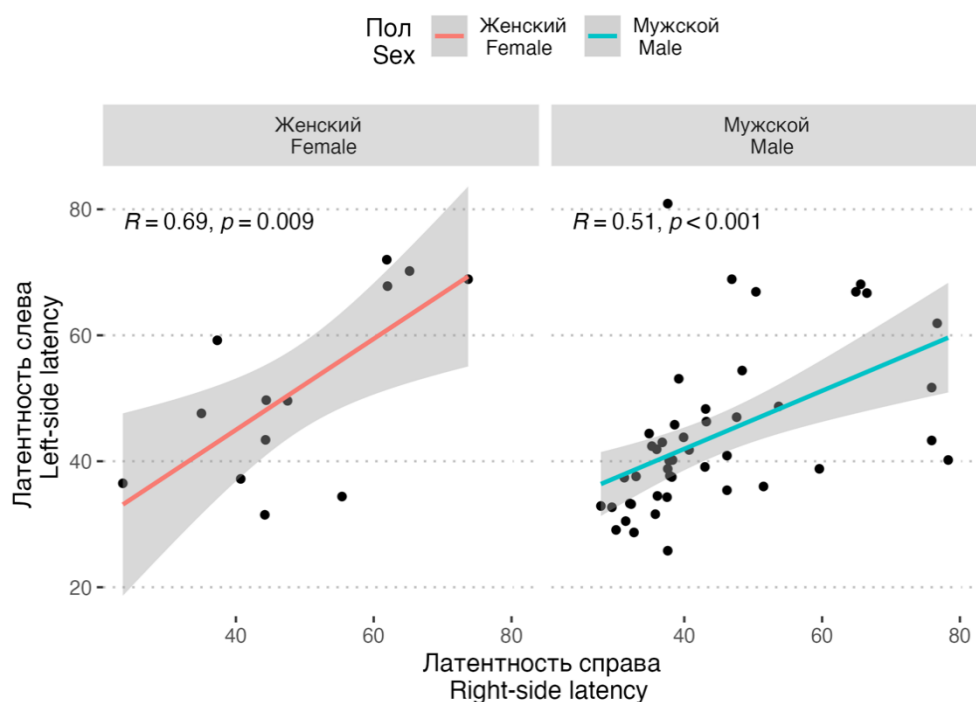 Пол
Sex
Женский
Female
Мужской
Male
Женский
Female
Мужской
Male
R = 0.69, p = 0.009
R = 0.51, p < 0.001
Латентность слева
Left-side latency
80
60
40
20
40
60
80
40
60
80
Латентность справа
Right-side latency